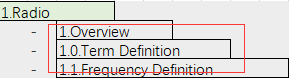 1.Radio
- 1.Overview
- 1.0.Term Definition
- 1.1.Frequency Definition